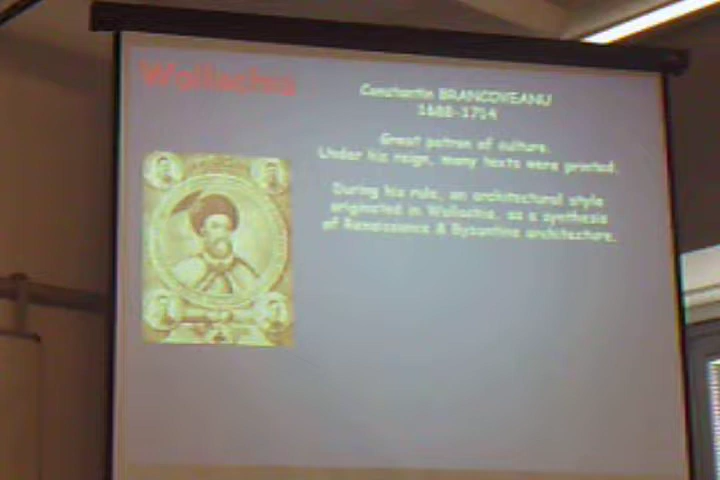 Wallachia
Constantin BRANCOVEANU
1688-1714
Great patron of culture.
Under his reign, many texts were printed.
During his rule, an architectural style
originated in Wallachia, as a synthesis
of Renaissance & Byzantine architecture.